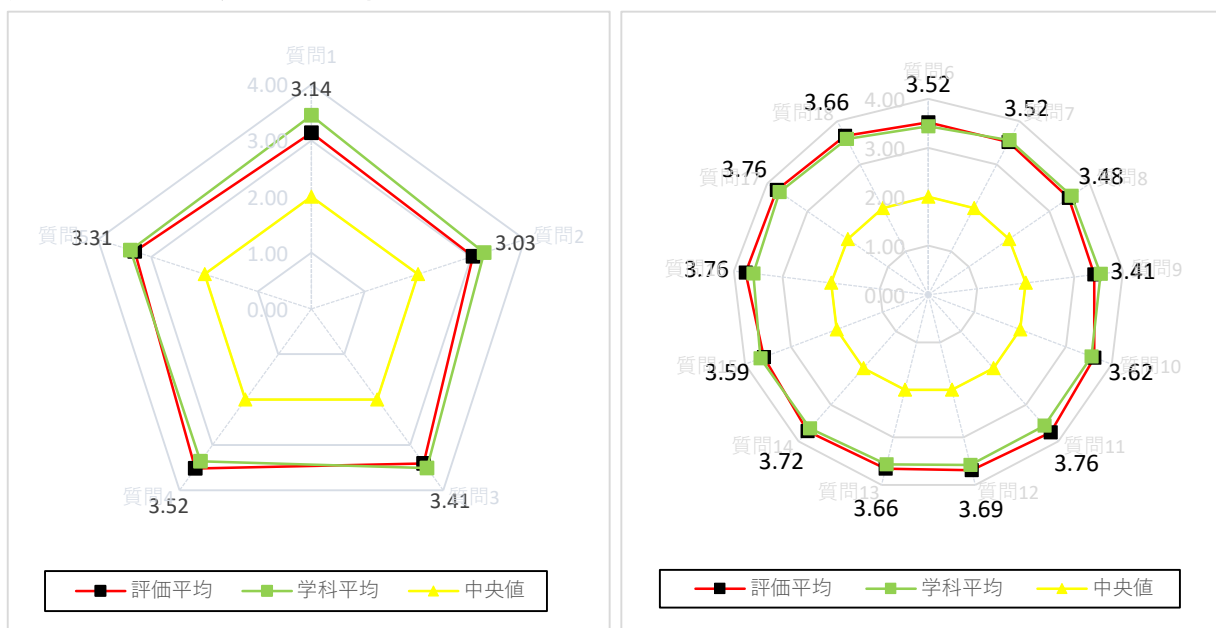 質問1
4.00
3.14
3.00
2.00
1.00
0.00
質問2
3.03
質問3
3.41
質問4
3.52
質問5
3.31
評価平均
学科平均
中央値
質問6
3.52
4.00
3.00
2.00
1.00
0.00
質問7
3.52
質問8
3.48
質問9
3.41
質問10
3.62
質問11
3.76
質問12
3.69
質問13
3.66
質問14
3.72
質問15
3.59
質問16
3.76
質問17
3.76
質問18
3.66
評価平均
学科平均
中央値